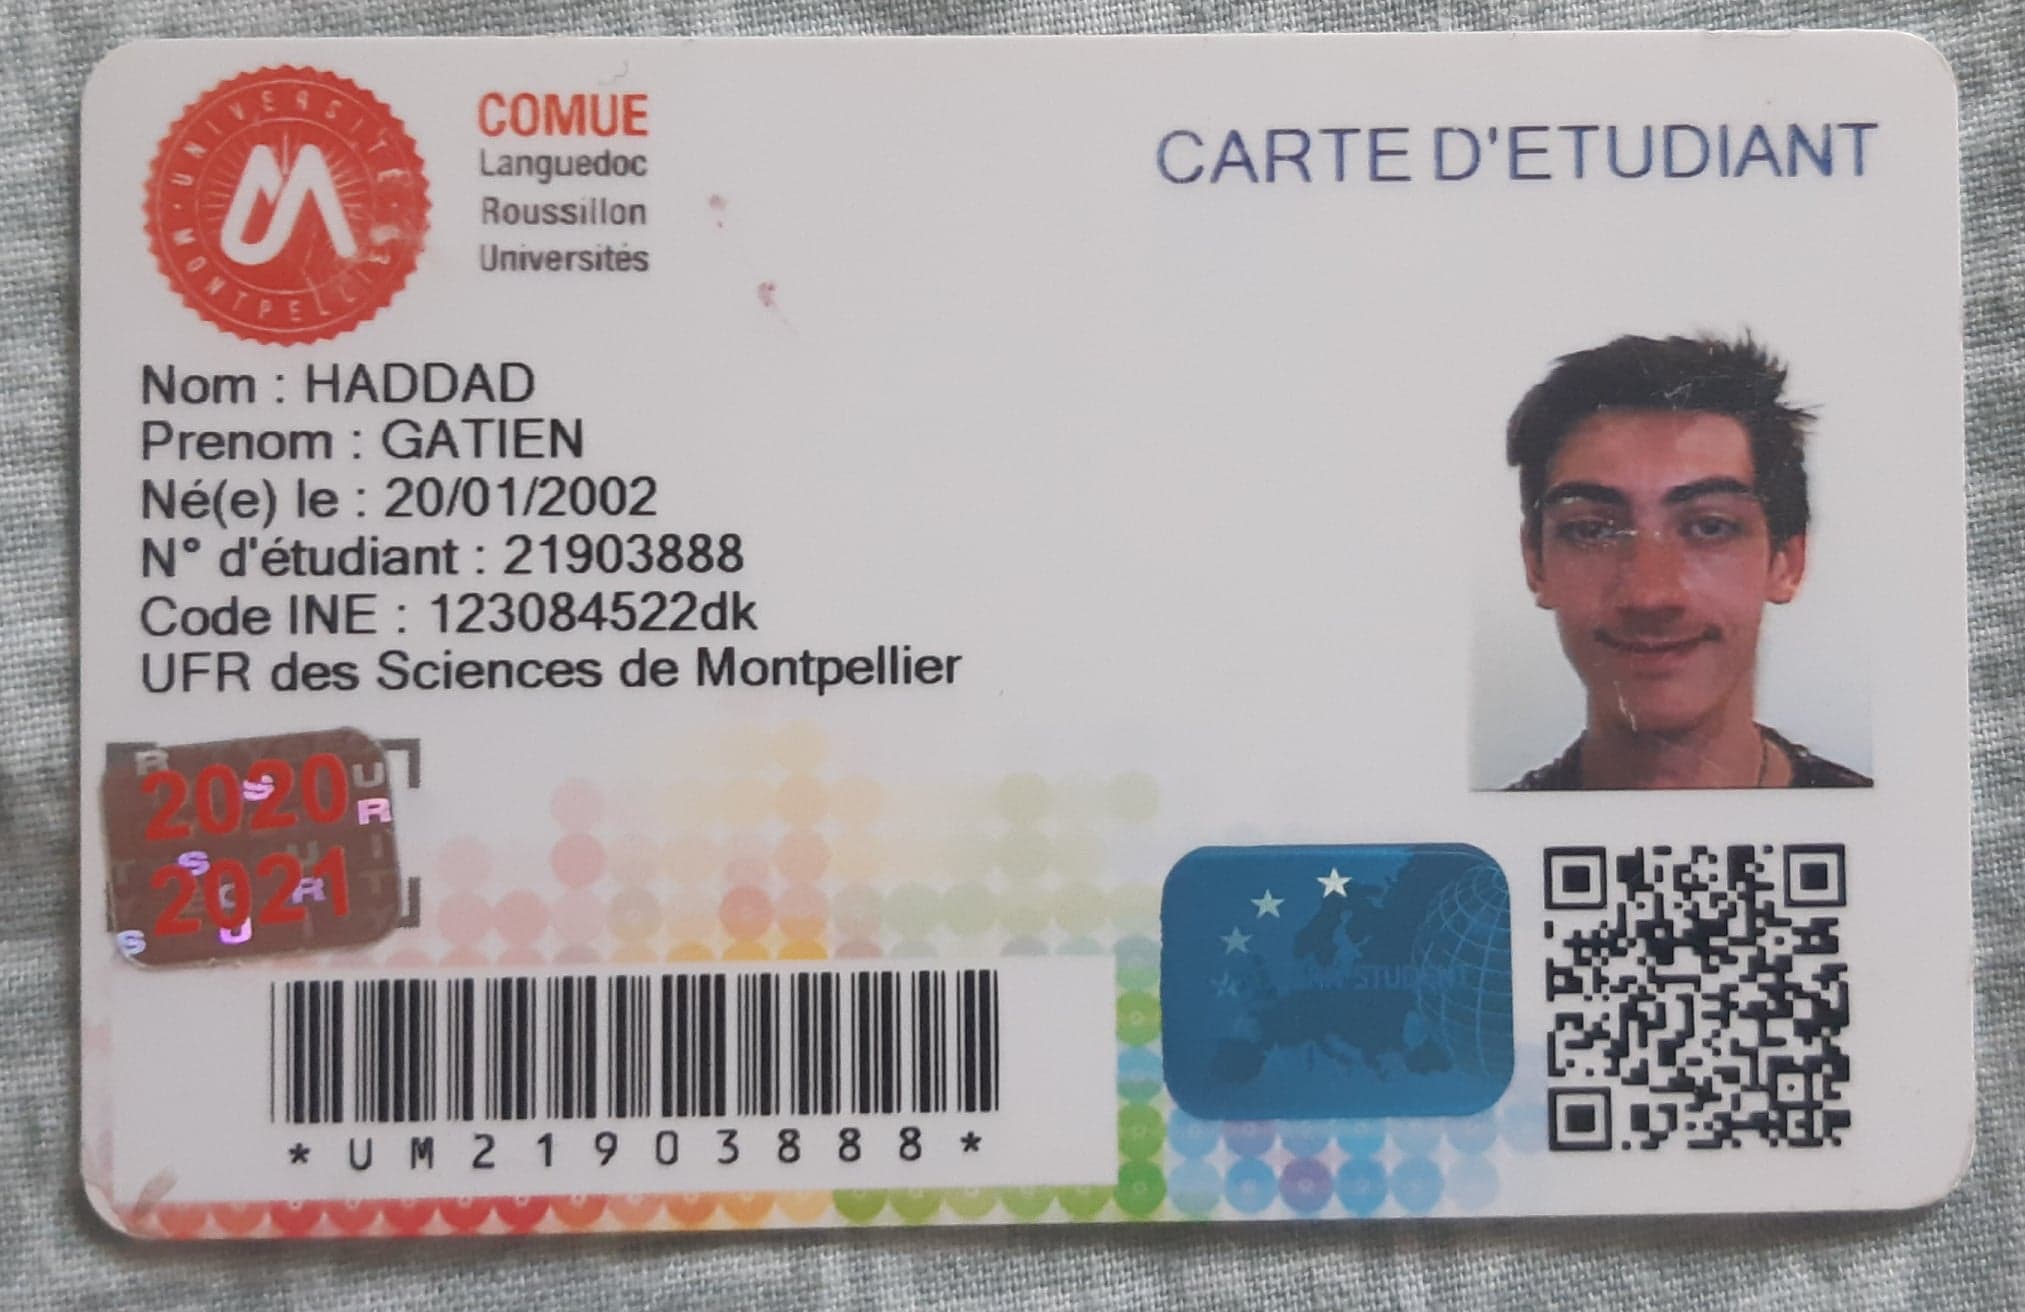 UNIVERSITÉ
MONTPELLIER
COMUE
Languedoc
Roussillon
Universités
CARTE D'ETUDIANT
Nom : HADDAD
Prenom : GATIEN
Né(e) le : 20/01/2002
N° d'étudiant : 21903888
Code INE : 123084522dk
UFR des Sciences de Montpellier
2020
2021
STUDENT
*UM21903888*